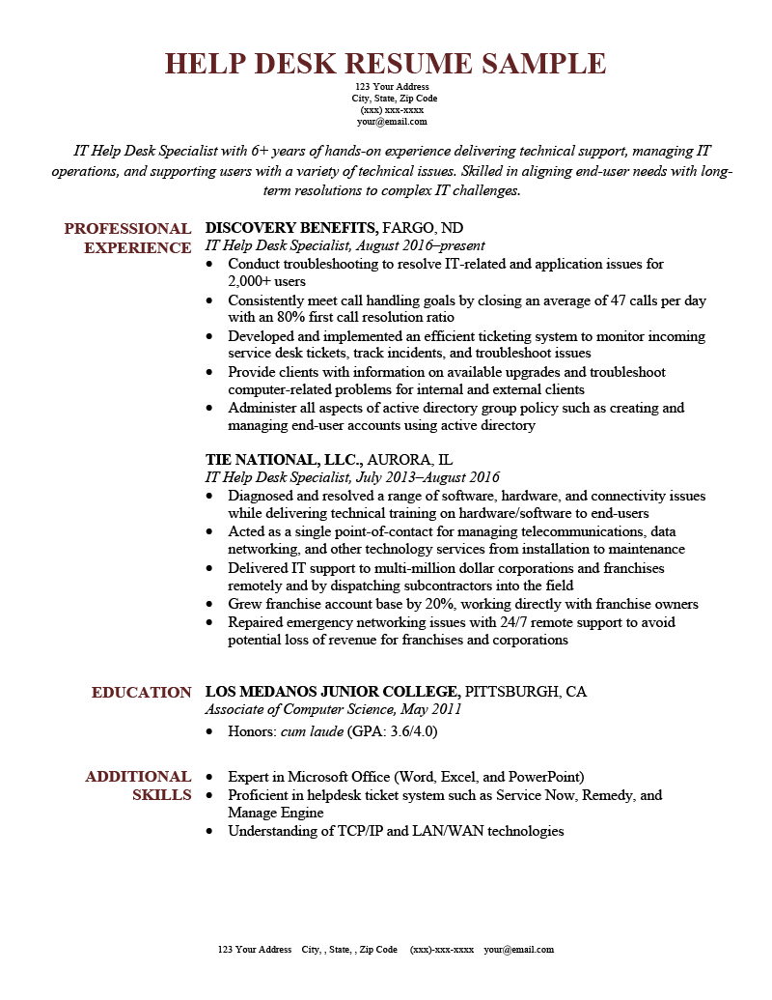 HELP DESK RESUME SAMPLE
123 Your Address
City, State, Zip Code
(xxx) xxx-xxxx
your@email.com
IT Help Desk Specialist with 6+ years of hands-on experience delivering technical support, managing IT
operations, and supporting users with a variety of technical issues. Skilled in aligning end-user needs with long-
term resolutions to complex IT challenges.
PROFESSIONAL
EXPERIENCE
DISCOVERY BENEFITS, FARGO, ND
IT Help Desk Specialist, August 2016–present
• Conduct troubleshooting to resolve IT-related and application issues for
2,000+ users
• Consistently meet call handling goals by closing an average of 47 calls per day
with an 80% first call resolution ratio
• Developed and implemented an efficient ticketing system to monitor incoming
service desk tickets, track incidents, and troubleshoot issues
• Provide clients with information on available upgrades and troubleshoot
computer-related problems for internal and external clients
• Administer all aspects of active directory group policy such as creating and
managing end-user accounts using active directory
TIE NATIONAL, LLC., AURORA, IL
IT Help Desk Specialist, July 2013–August 2016
• Diagnosed and resolved a range of software, hardware, and connectivity issues
while delivering technical training on hardware/software to end-users
• Acted as a single point-of-contact for managing telecommunications, data
networking, and other technology services from installation to maintenance
• Delivered IT support to multi-million dollar corporations and franchises
remotely and by dispatching subcontractors into the field
• Grew franchise account base by 20%, working directly with franchise owners
• Repaired emergency networking issues with 24/7 remote support to avoid
potential loss of revenue for franchises and corporations
EDUCATION
LOS MEDANOS JUNIOR COLLEGE, PITTSBURGH, CA
Associate of Computer Science, May 2011
• Honors: cum laude (GPA: 3.6/4.0)
ADDITIONAL
SKILLS
• Expert in Microsoft Office (Word, Excel, and PowerPoint)
• Proficient in helpdesk ticket system such as Service Now, Remedy, and
Manage Engine
• Understanding of TCP/IP and LAN/WAN technologies
123 Your Address City, , State, , Zip Code (xxx)-xxx-xxxx your@email.com